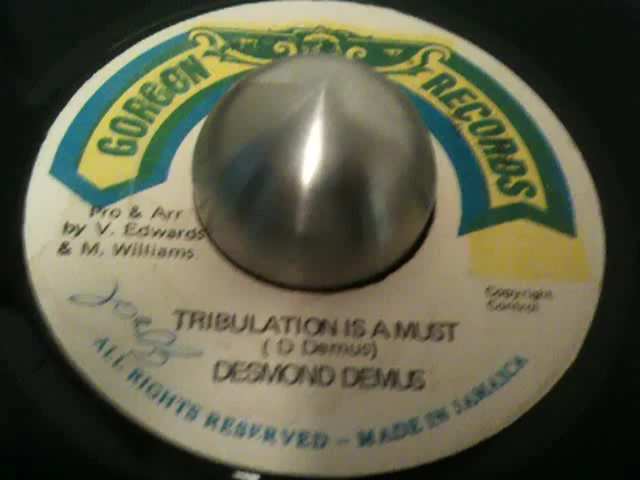 GORGON RECORDS
Pro & Arr
by V. Edwards
& M. Williams
Copyright
Control
TRIBULATION IS A MUST
( D Demus)
DESMOND DEMUS
ALL RIGHTS RESERVED - MADE IN JAMAICA